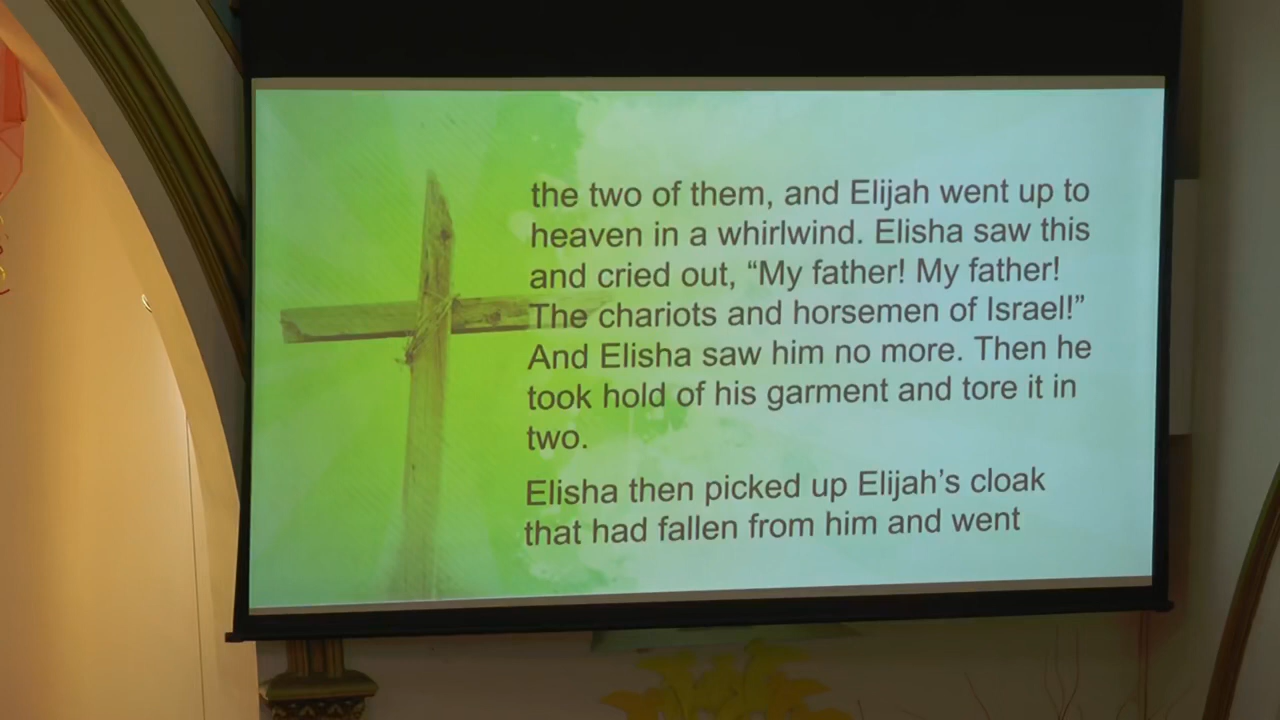 the two of them, and Elijah went up to
heaven in a whirlwind. Elisha saw this
and cried out, “My father! My father!
The chariots and horsemen of Israel!”
And Elisha saw him no more. Then he
took hold of his garment and tore it in
two.
Elisha then picked up Elijah’s cloak
that had fallen from him and went